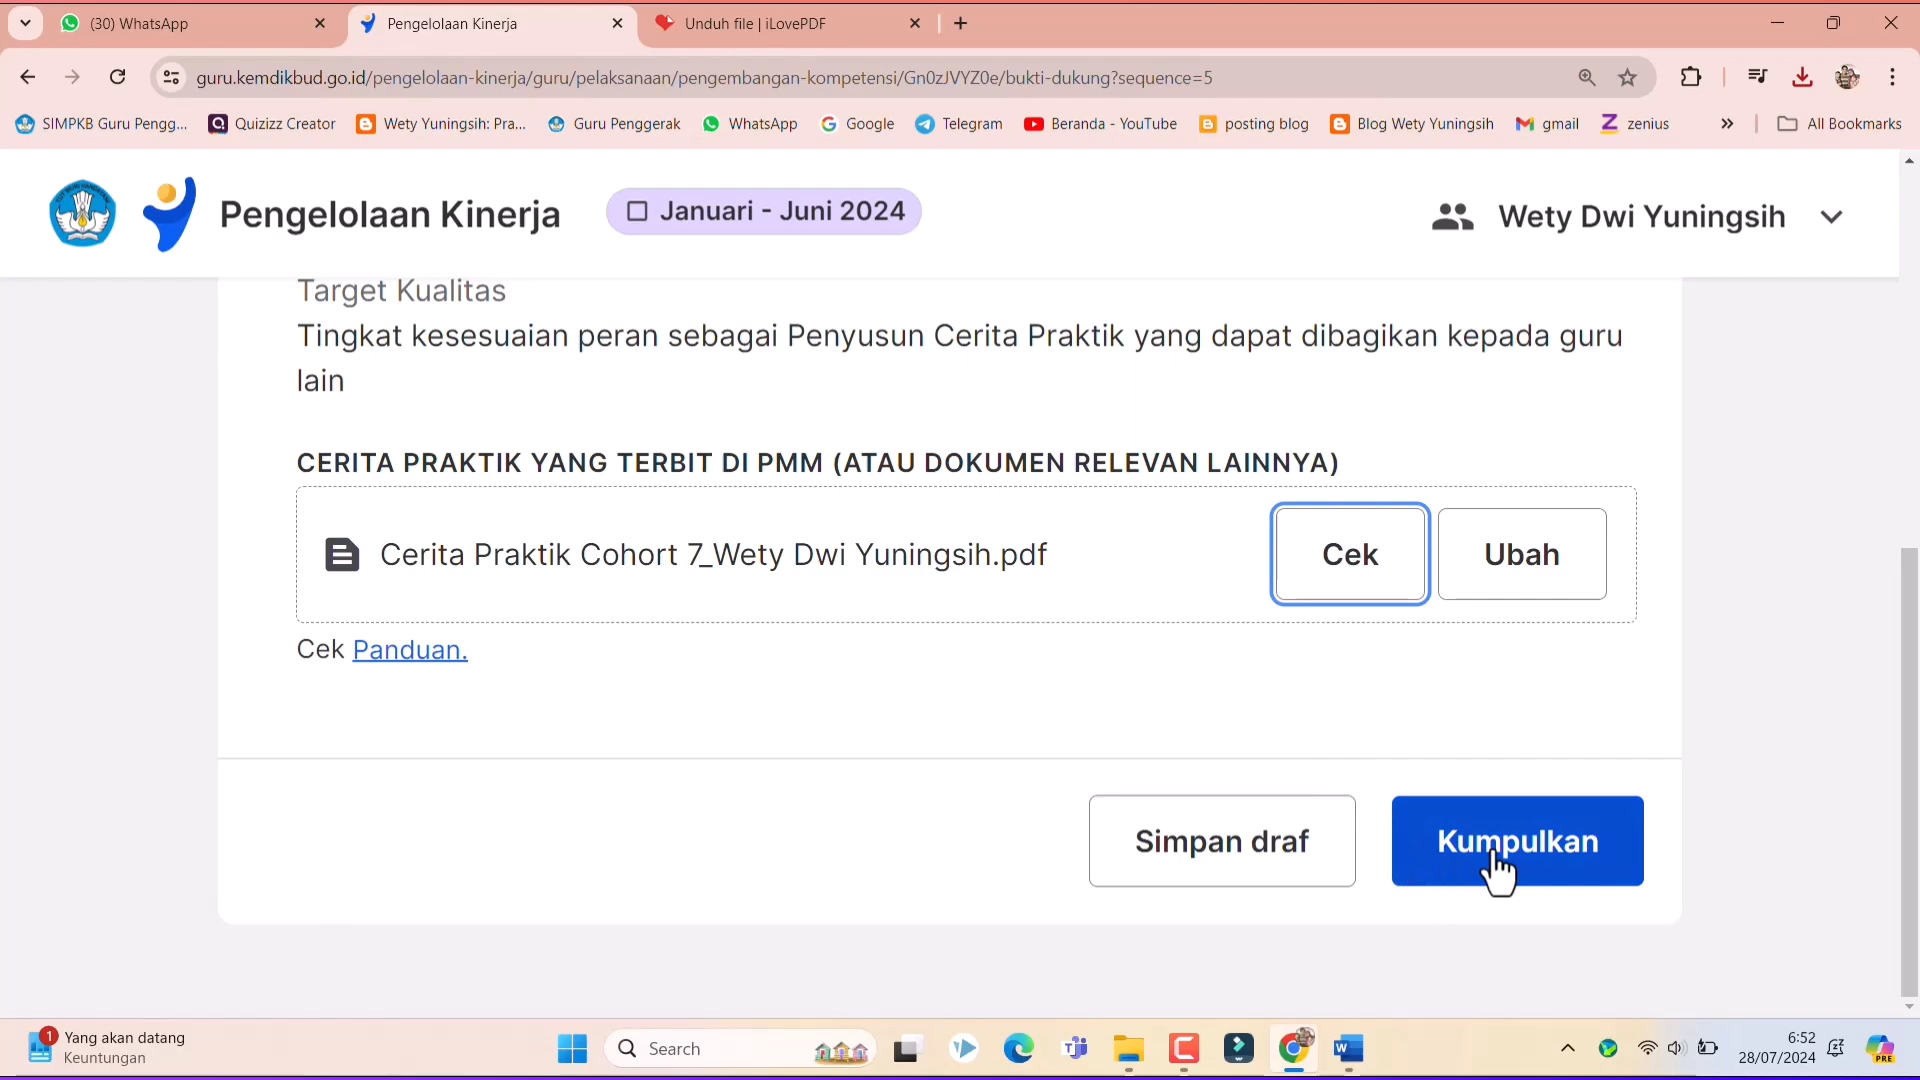 (30) WhatsApp
Pengelolaan Kinerja
Unduh file | iLovePDF
guru.kemdikbud.go.id/pengelolaan-kinerja/guru/pelaksanaan/pengembangan-kompetensi/Gn0zJVYZ0e/bukti-dukung?sequence=5
SIMPKB Guru Pengg...
Quizizz Creator
Wety Yuningsih: Pra...
Guru Penggerak
WhatsApp
Google
Telegram
Beranda - YouTube
posting blog
Blog Wety Yuningsih
gmail
zenius
All Bookmarks
Pengelolaan Kinerja
Januari - Juni 2024
Wety Dwi Yuningsih
Target Kualitas
Tingkat kesesuaian peran sebagai Penyusun Cerita Praktik yang dapat dibagikan kepada guru
lain
CERITA PRAKTIK YANG TERBIT DI PMM (ATAU DOKUMEN RELEVAN LAINNYA)
Cerita Praktik Cohort 7_Wety Dwi Yuningsih.pdf
Cek
Ubah
Cek Panduan.
Simpan draf
Kumpulkan
1
Yang akan datang
Keuntungan
Search
6:52
28/07/2024
PRE